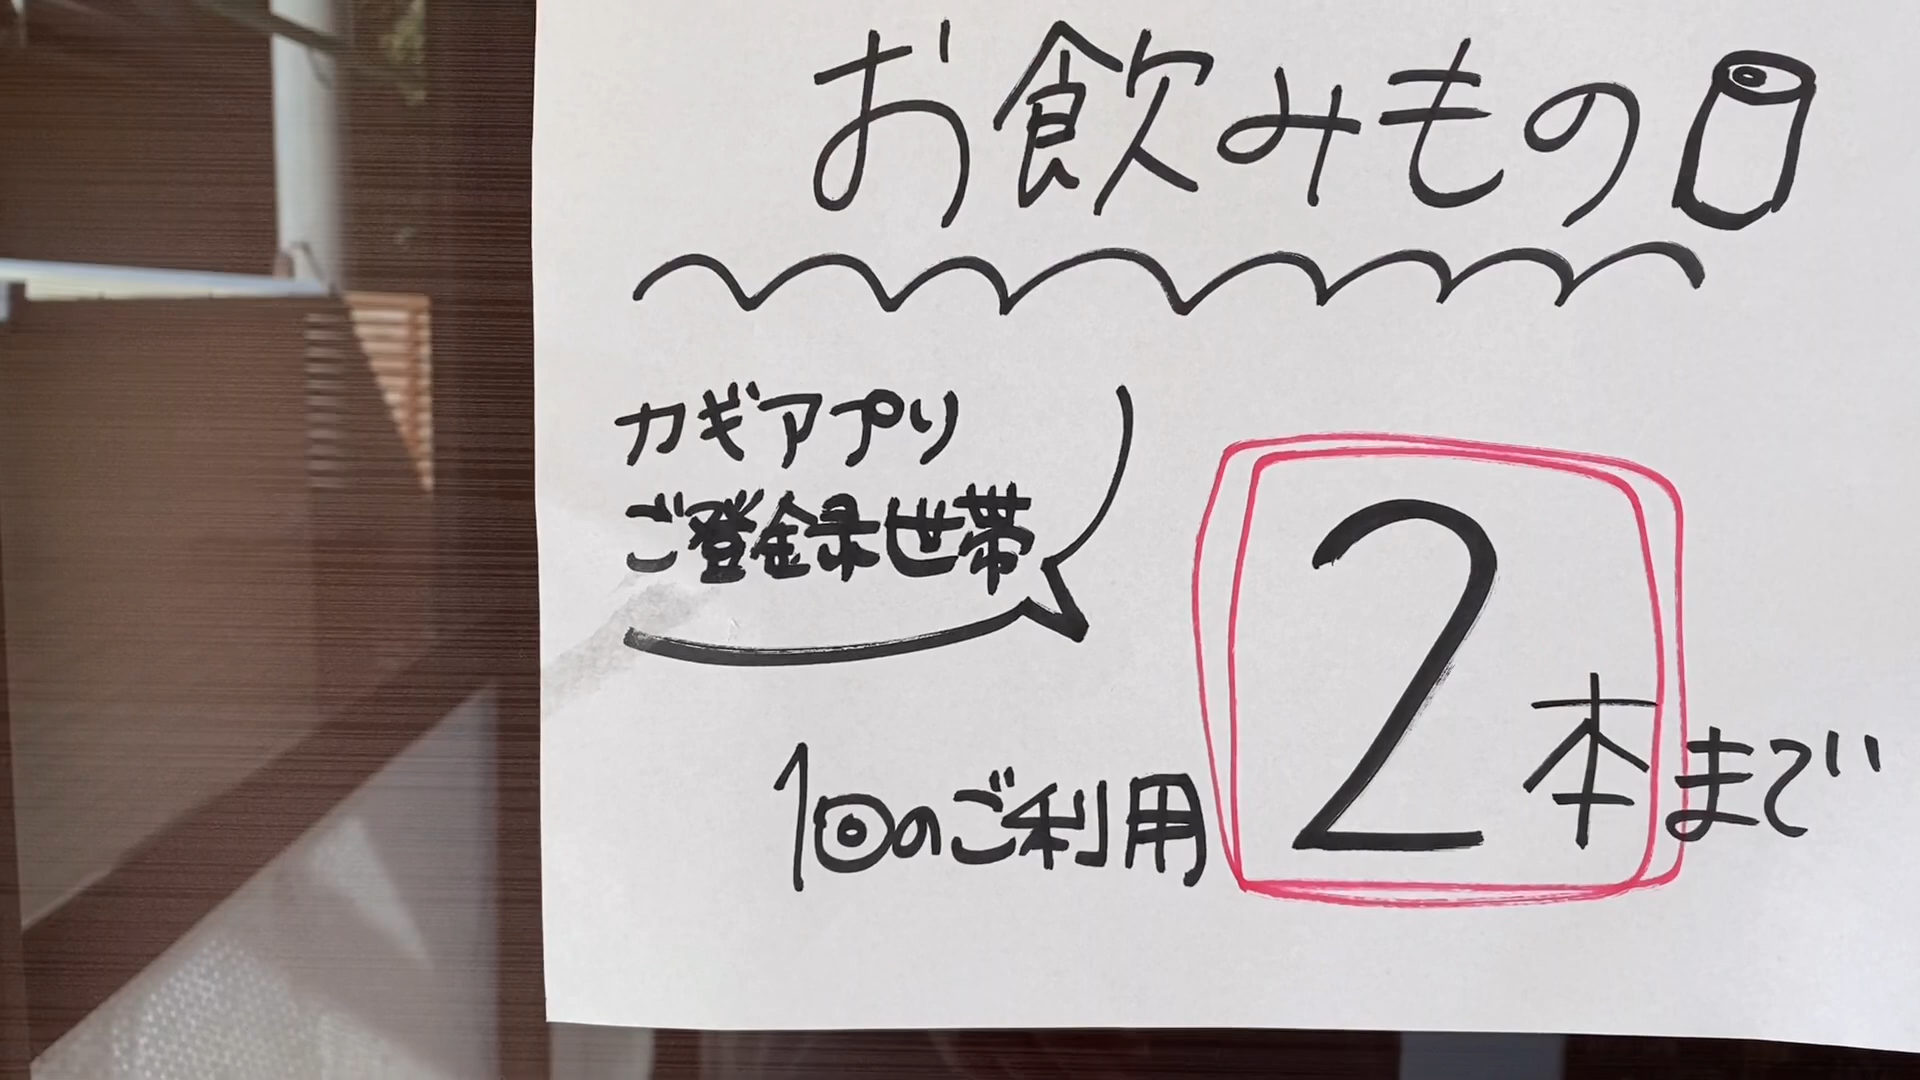 お飲みもの
カギアプリ
ご登録世帯
1回のご利用2本まで